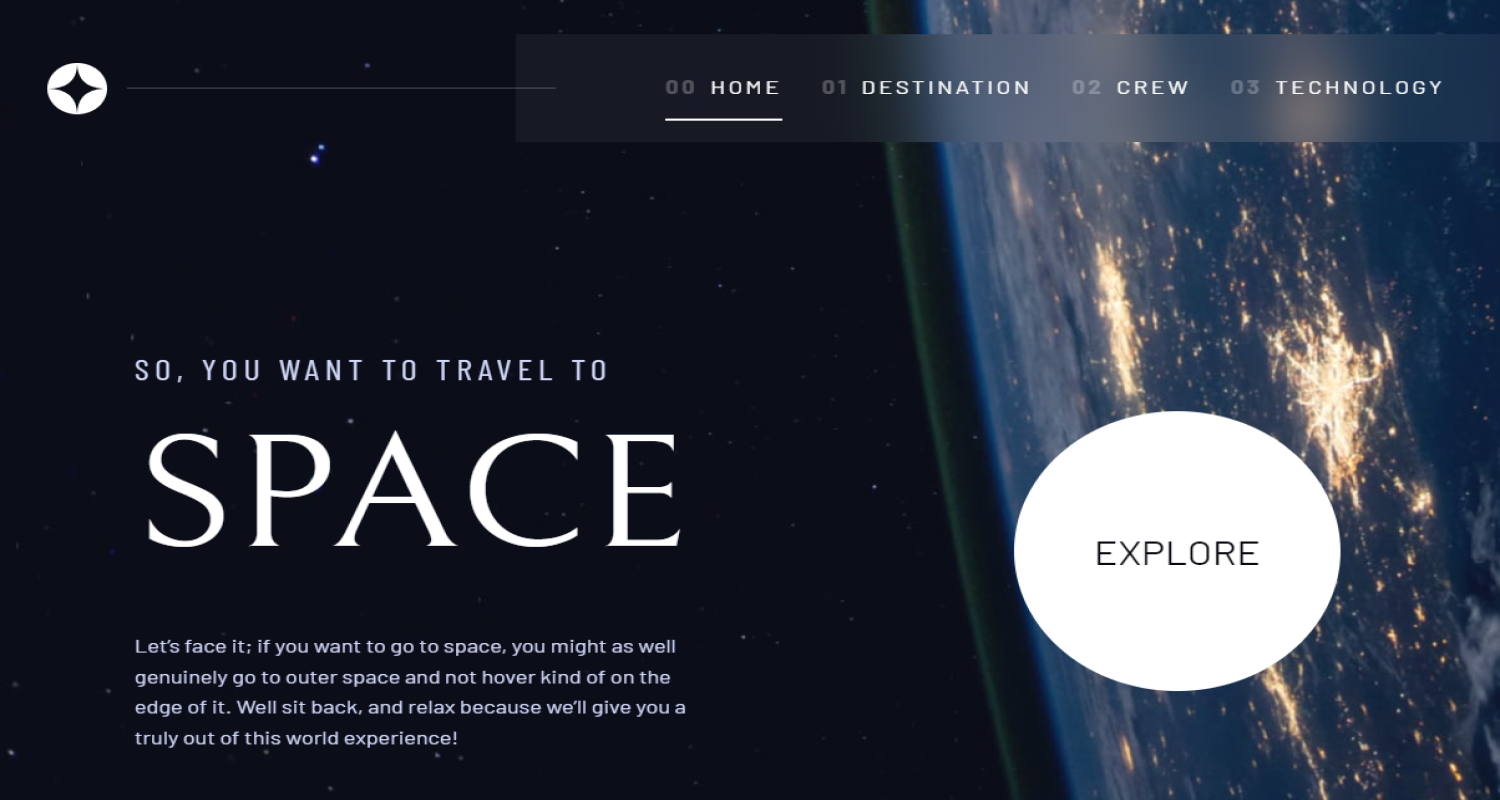 00 HOME 01 DESTINATION 02 CREW 03 TECHNOLOGY
SO, YOU WANT TO TRAVEL TO
SPACE
Let's face it; if you want to go to space, you might as well
genuinely go to outer space and not hover kind of on the
edge of it. Well sit back, and relax because we'll give you a
truly out of this world experience!
EXPLORE